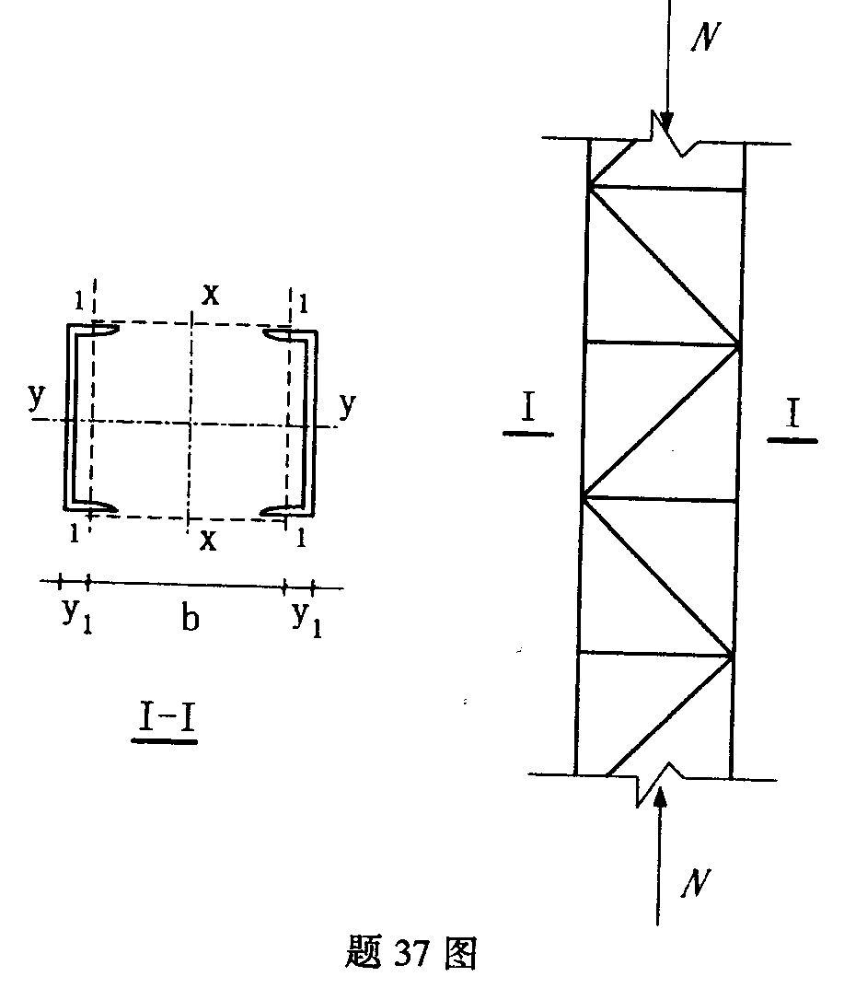 N
1 x 1
y y
1 x 1
y₁ b y₁
I-I
I I
N
题 37 图